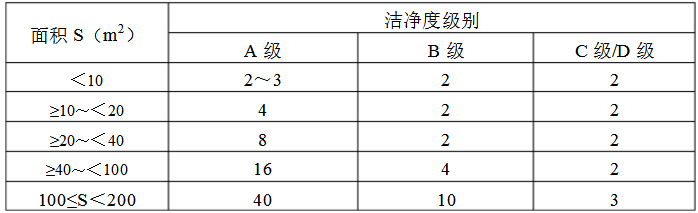 面积 S（m²） 洁净度级别
A 级 B 级 C 级/D 级
＜10 2～3 2 2
≥10～＜20 4 2 2
≥20～＜40 8 2 2
≥40～＜100 16 4 2
100≤S＜200 40 10 3